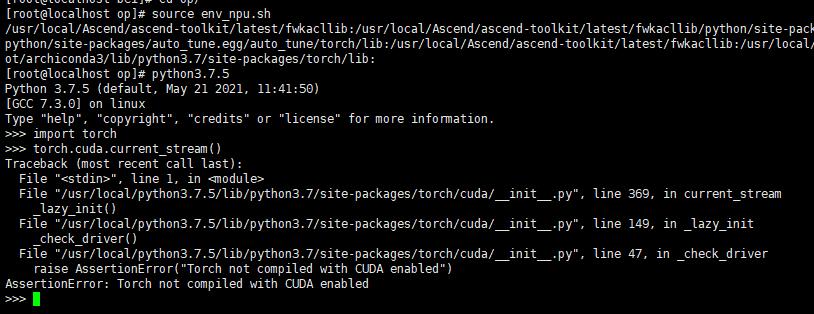 [root@localhost op]# source env_npu.sh
/usr/local/Ascend/ascend-toolkit/latest/fwkacllib:/usr/local/Ascend/ascend-toolkit/latest/fwkacllib/python/site-pack
python/site-packages/auto_tune.egg/auto_tune/torch/lib:/usr/local/Ascend/ascend-toolkit/latest/fwkacllib:/usr/local/
ot/archiconda3/lib/python3.7/site-packages/torch/lib:
[root@localhost op]# python3.7.5
Python 3.7.5 (default, May 21 2021, 11:41:50)
[GCC 7.3.0] on linux
Type "help", "copyright", "credits" or "license" for more information.
>>> import torch
>>> torch.cuda.current_stream()
Traceback (most recent call last):
  File "<stdin>", line 1, in <module>
  File "/usr/local/python3.7.5/lib/python3.7/site-packages/torch/cuda/__init__.py", line 369, in current_stream
    _lazy_init()
  File "/usr/local/python3.7.5/lib/python3.7/site-packages/torch/cuda/__init__.py", line 149, in _lazy_init
    _check_driver()
  File "/usr/local/python3.7.5/lib/python3.7/site-packages/torch/cuda/__init__.py", line 47, in _check_driver
    raise AssertionError("Torch not compiled with CUDA enabled")
AssertionError: Torch not compiled with CUDA enabled
>>>